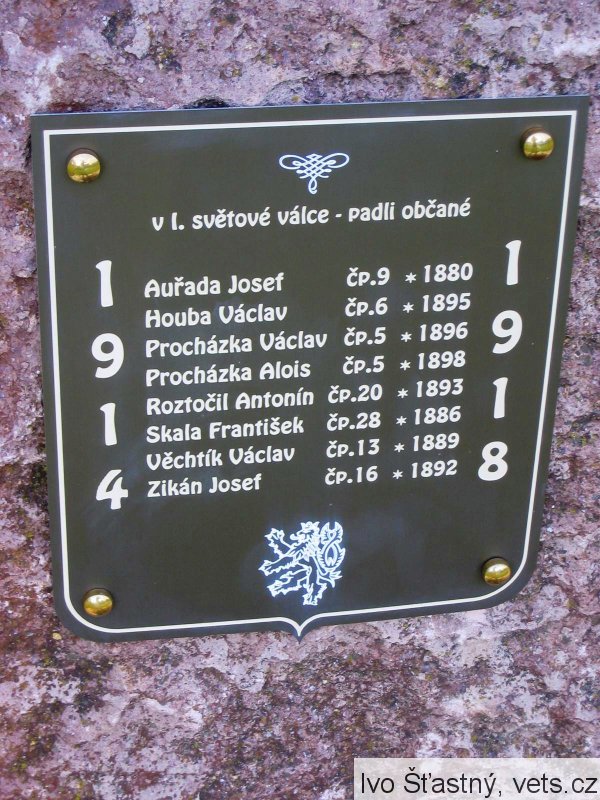 v I. světové válce - padli občané
1 9 1 4
Auřada Josef čp.9 * 1880
Houba Václav čp.6 * 1895
Procházka Václav čp.5 * 1896
Procházka Alois čp.5 * 1898
Roztočil Antonín čp.20 * 1893
Skala František čp.28 * 1886
Věchtík Václav čp.13 * 1889
Zikán Josef čp.16 * 1892
1 9 1 8
Ivo Šťastný, vets.cz